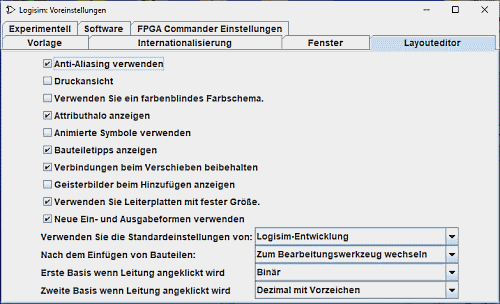 Logisim: Voreinstellungen
Experimentell Software FPGA Commander Einstellungen
Vorlage Internationalisierung Fenster Layouteditor
Anti-Aliasing verwenden
Druckansicht
Verwenden Sie ein farbenblindes Farbschema.
Attributhalo anzeigen
Animierte Symbole verwenden
Bauteiletipps anzeigen
Verbindungen beim Verschieben beibehalten
Geisterbilder beim Hinzufügen anzeigen
Verwenden Sie Leiterplatten mit fester Größe.
Neue Ein- und Ausgabeformen verwenden
Verwenden Sie die Standardeinstellungen von: Logisim-Entwicklung
Nach dem Einfügen von Bauteilen: Zum Bearbeitungswerkzeug wechseln
Erste Basis wenn Leitung angeklickt wird Binär
Zweite Basis wenn Leitung angeklickt wird Dezimal mit Vorzeichen